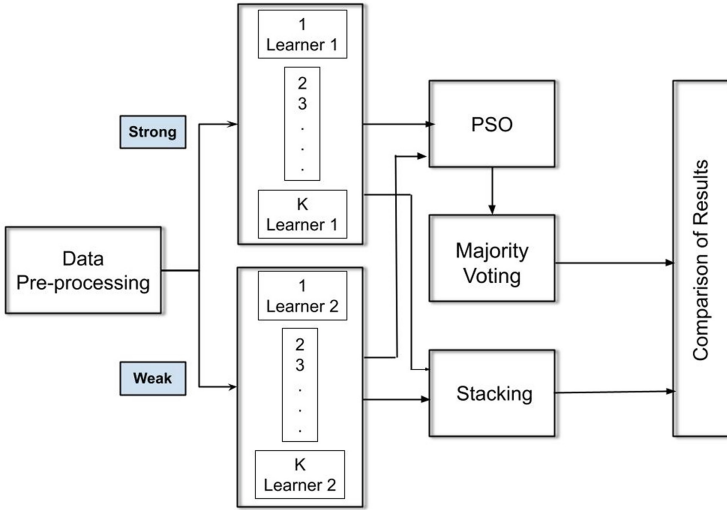 Data
Pre-processing
Strong
Weak
1
Learner 1
2
3
.
.
.
K
Learner 1
1
Learner 2
2
3
.
.
.
K
Learner 2
PSO
Majority
Voting
Stacking
Comparison of Results